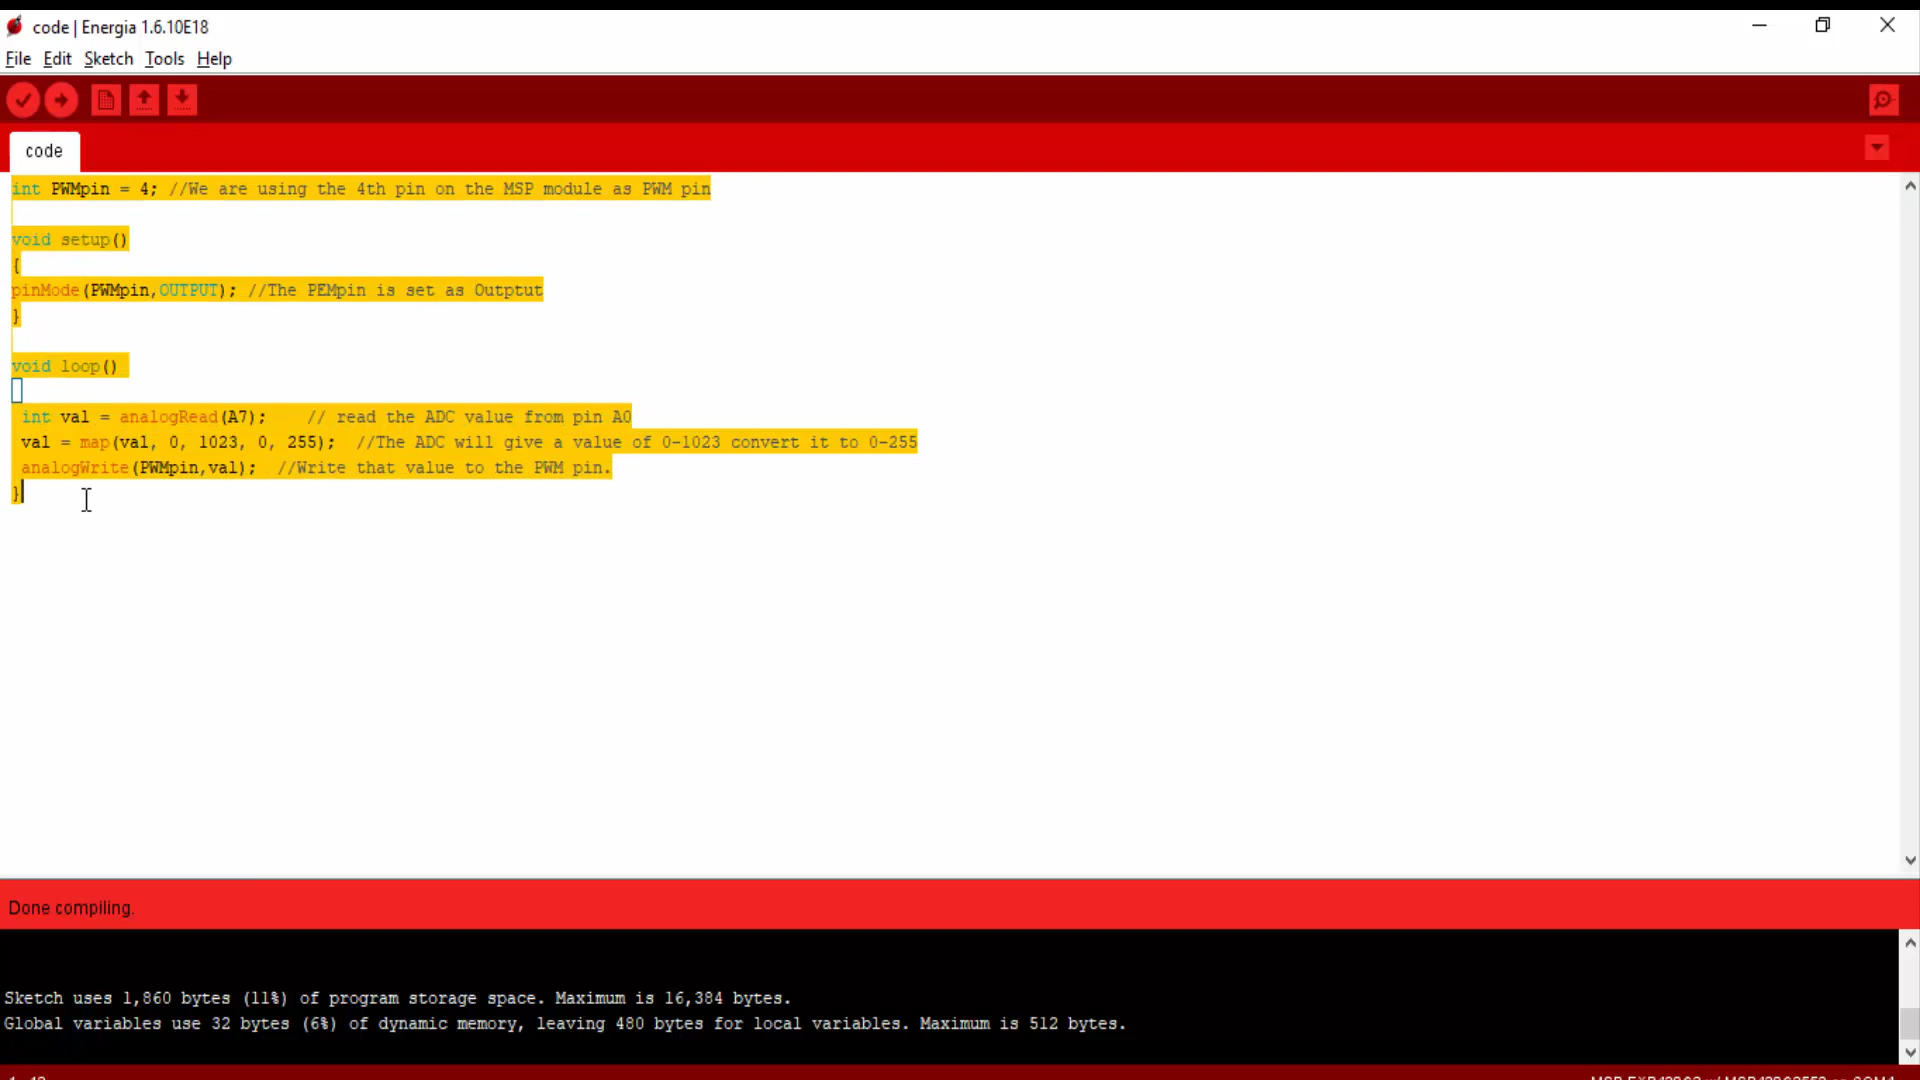 code | Energia 1.6.10E18
File Edit Sketch Tools Help
code
int PWMpin = 4; //We are using the 4th pin on the MSP module as PWM pin
void setup()
{
pinMode(PWMpin,OUTPUT); //The PEMpin is set as Outptut
}
void loop()
int val = analogRead(A7); // read the ADC value from pin A0
val = map(val, 0, 1023, 0, 255); //The ADC will give a value of 0-1023 convert it to 0-255
analogWrite(PWMpin,val); //Write that value to the PWM pin.
}
Done compiling.
Sketch uses 1,860 bytes (11%) of program storage space. Maximum is 16,384 bytes.
Global variables use 32 bytes (6%) of dynamic memory, leaving 480 bytes for local variables. Maximum is 512 bytes.